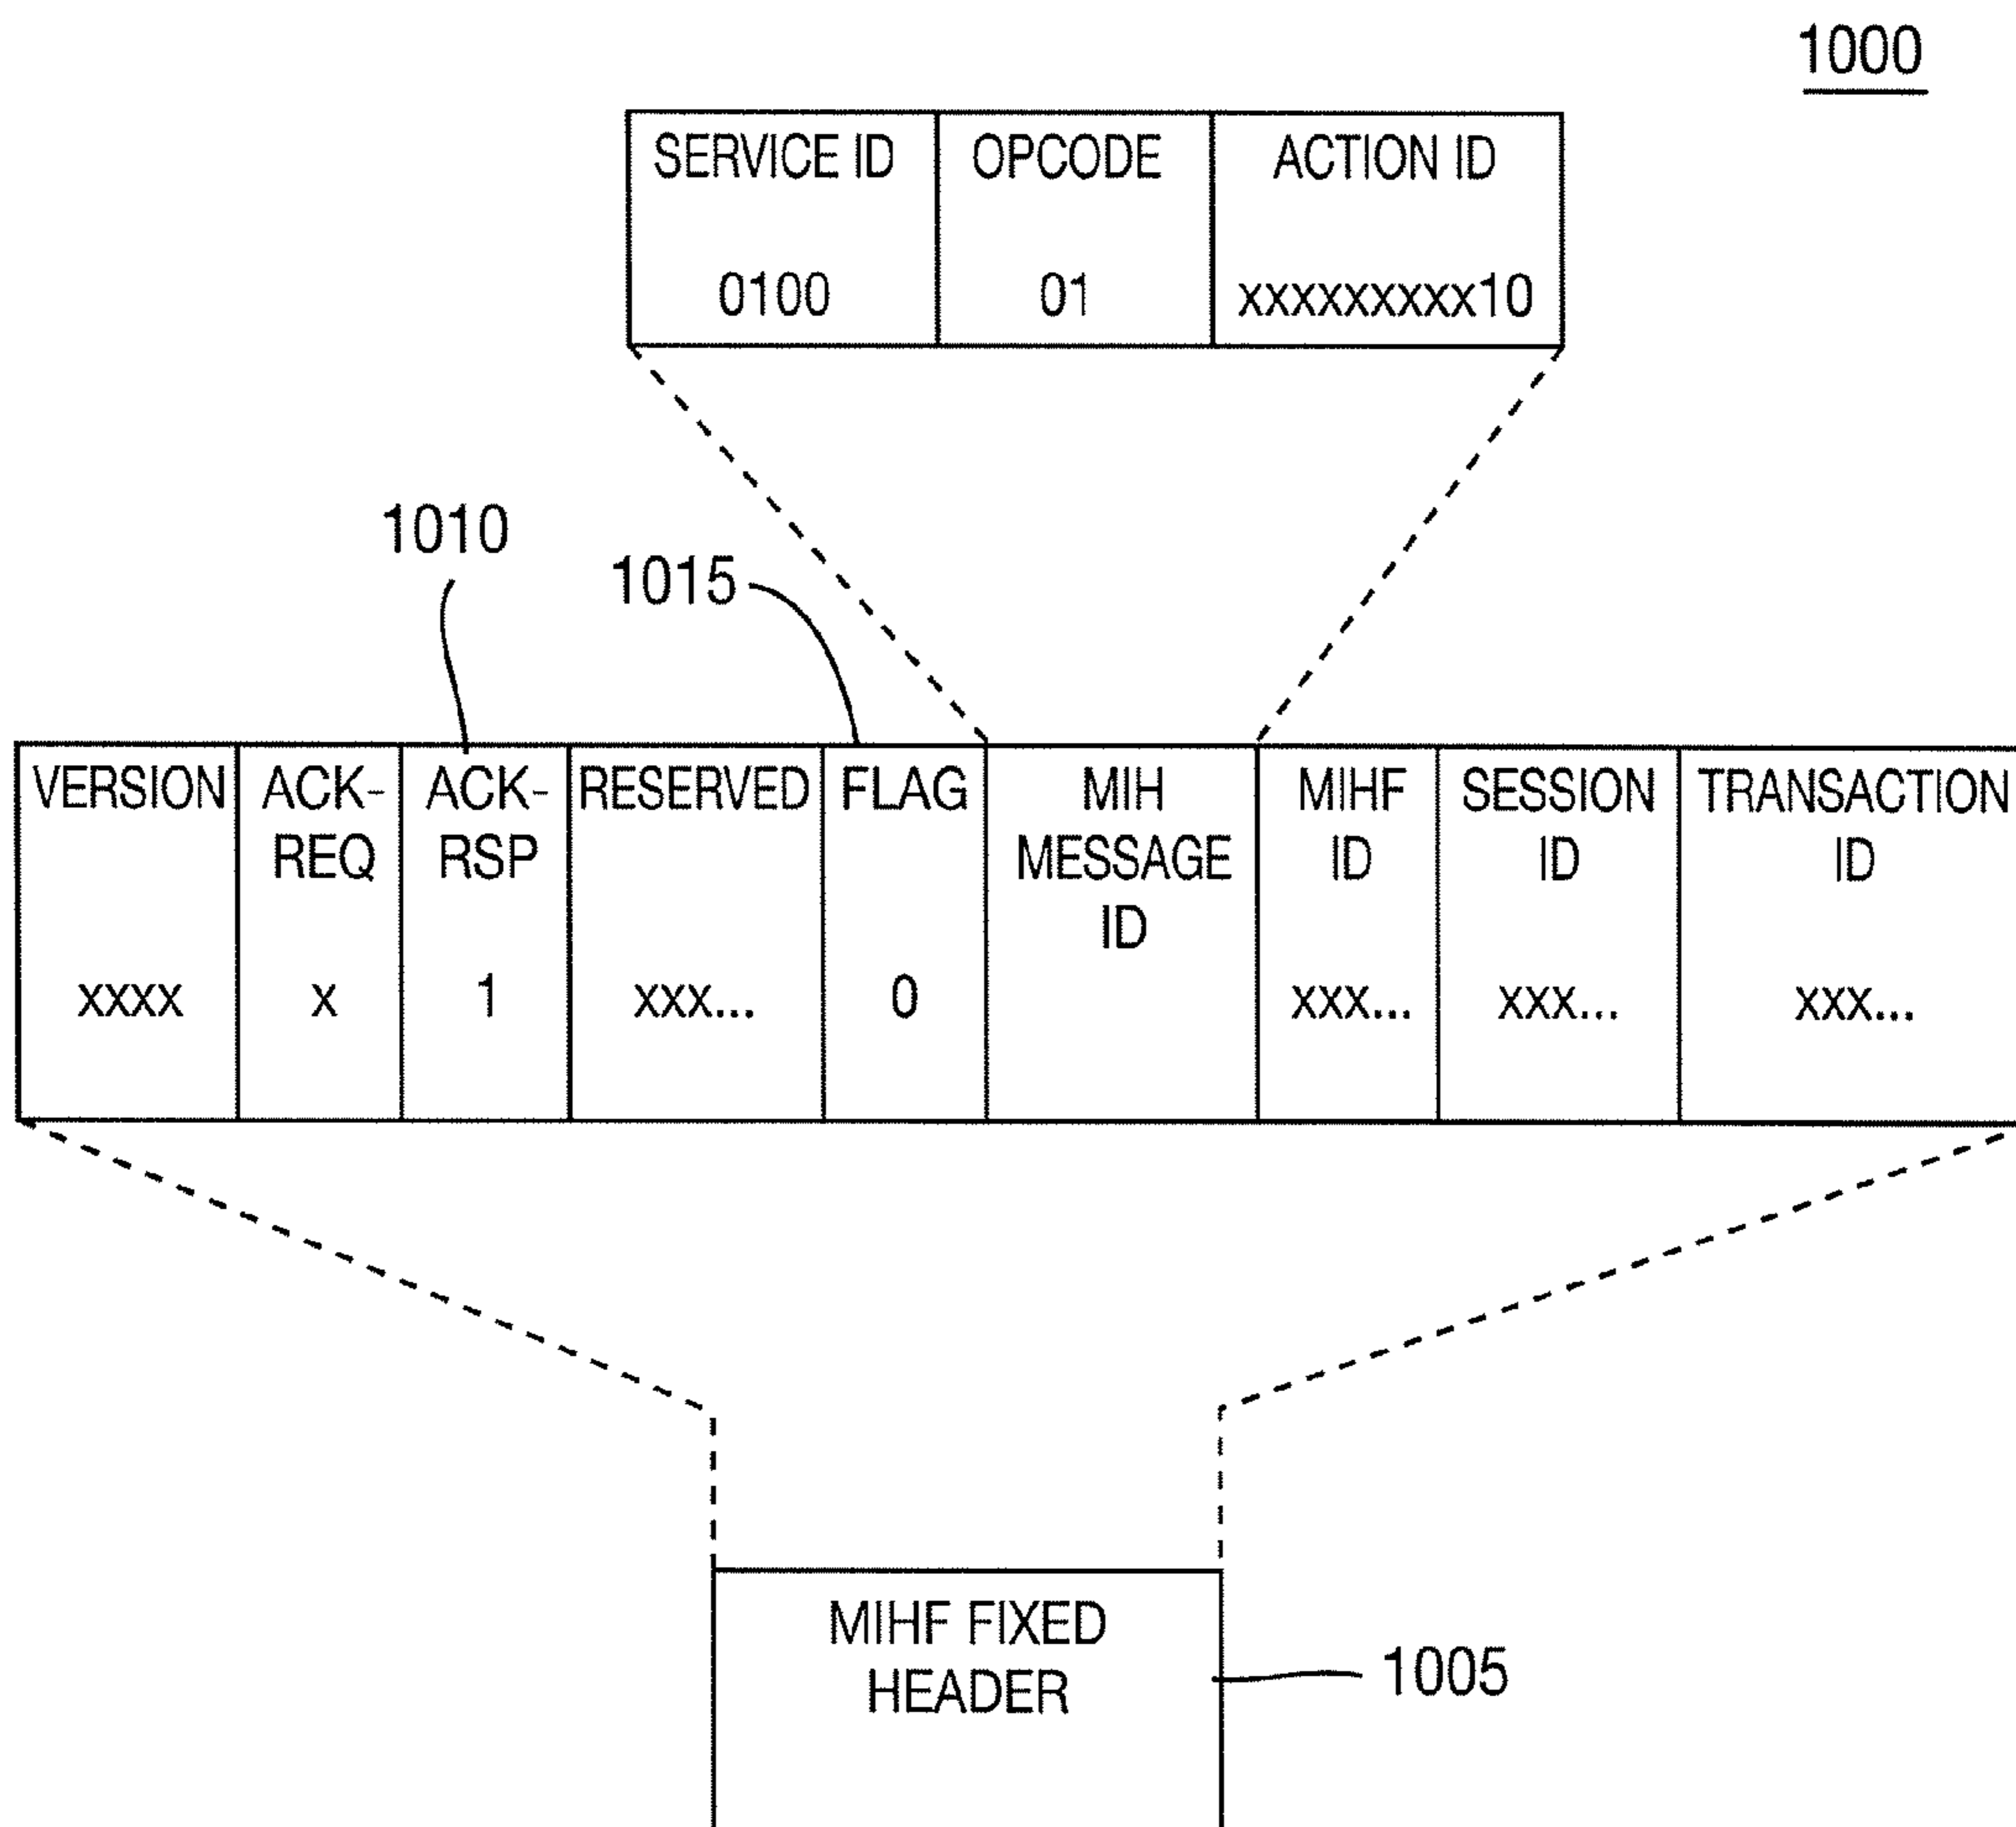 1000
SERVICE ID OPCODE ACTION ID
0100 01 xxxxxxxxx10
1010
1015
VERSION ACK-REQ ACK-RSP RESERVED FLAG MIH MESSAGE ID MIHF ID SESSION ID TRANSACTION ID
xxxx x 1 xxx... 0 xxx... xxx... xxx...
MIHF FIXED
HEADER
1005